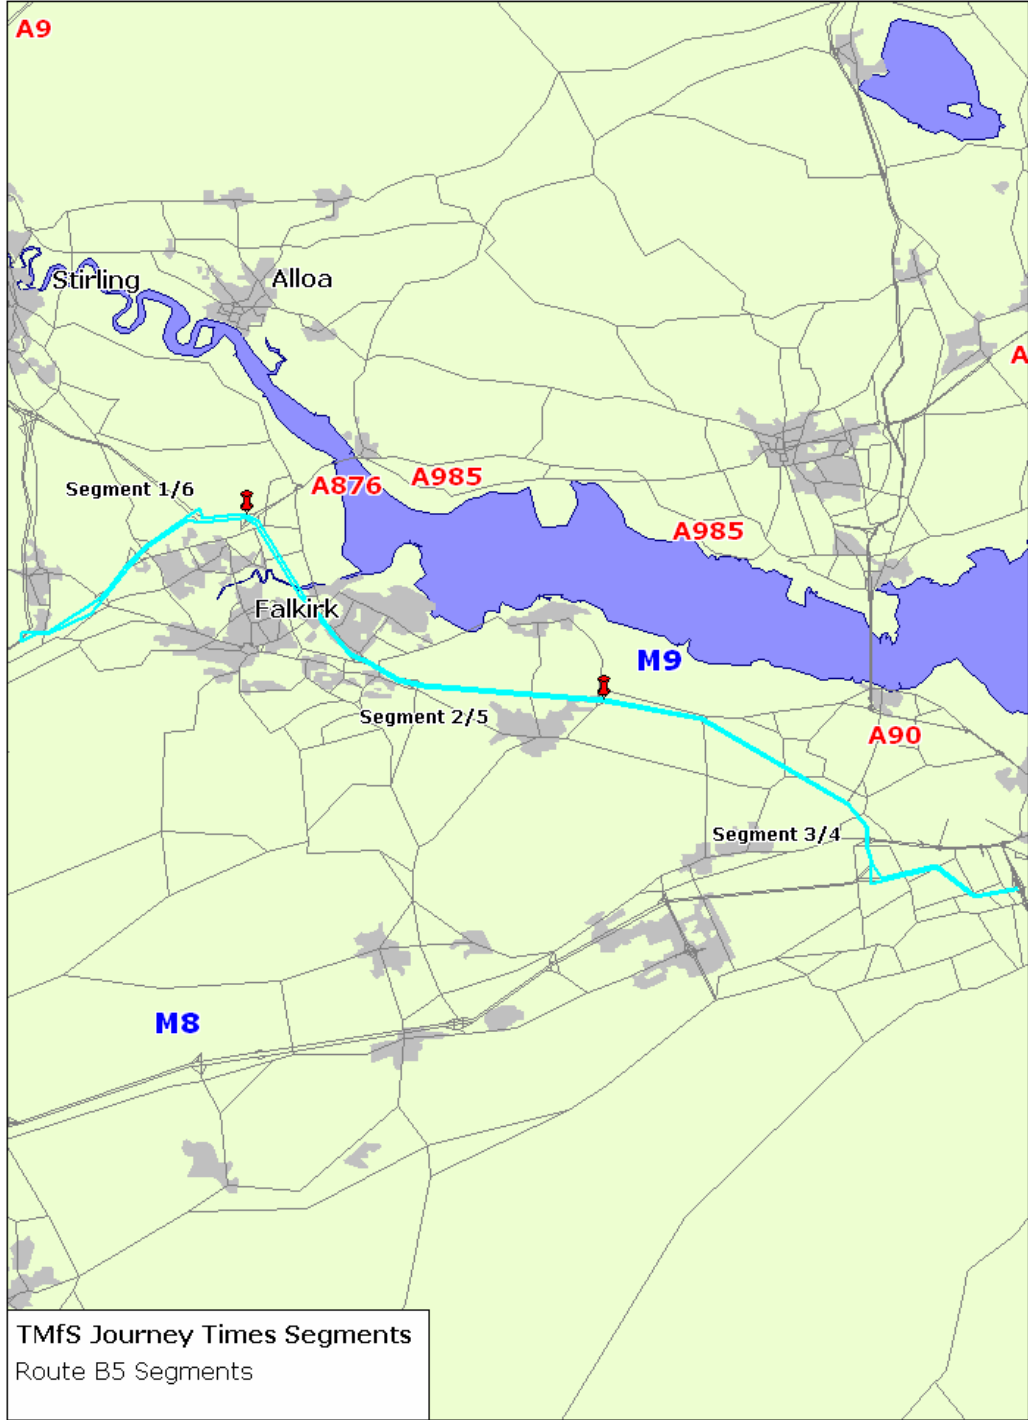 A9
Stirling
Alloa
A
Segment 1/6
A876
A985
A985
Falkirk
M9
Segment 2/5
A90
Segment 3/4
M8
TMfS Journey Times Segments
Route B5 Segments